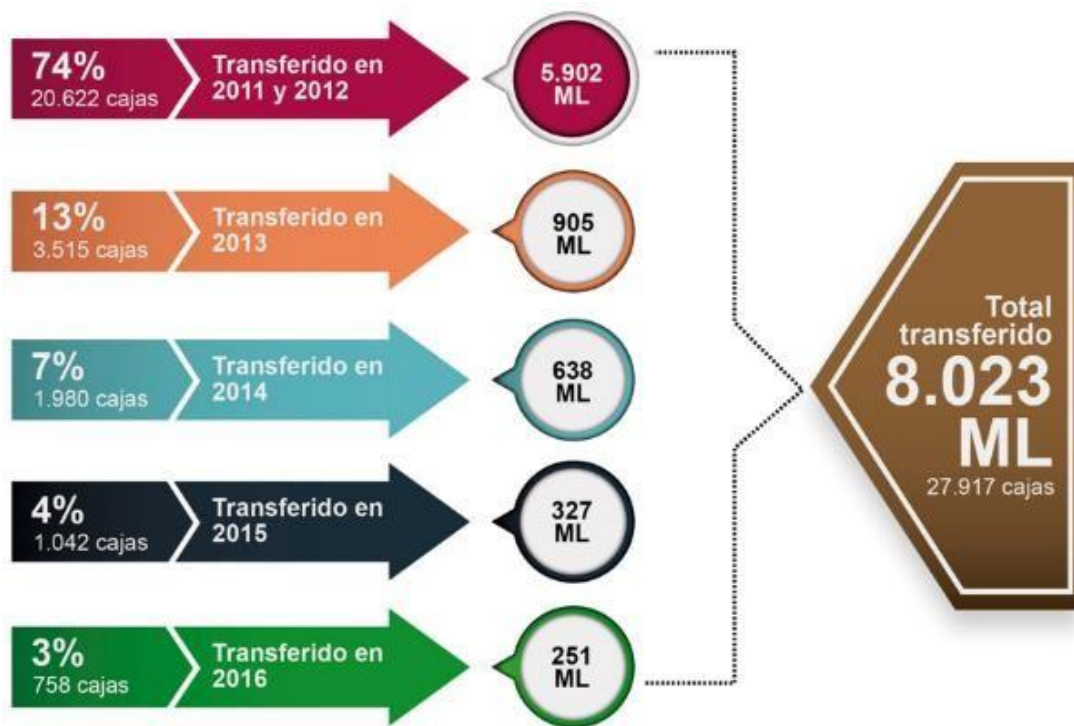 74%
20.622 cajas
Transferido en
2011 y 2012
5.902
ML
13%
3.515 cajas
Transferido en
2013
905
ML
7%
1.980 cajas
Transferido en
2014
638
ML
4%
1.042 cajas
Transferido en
2015
327
ML
3%
758 cajas
Transferido en
2016
251
ML
Total
transferido
8.023
ML
27.917 cajas